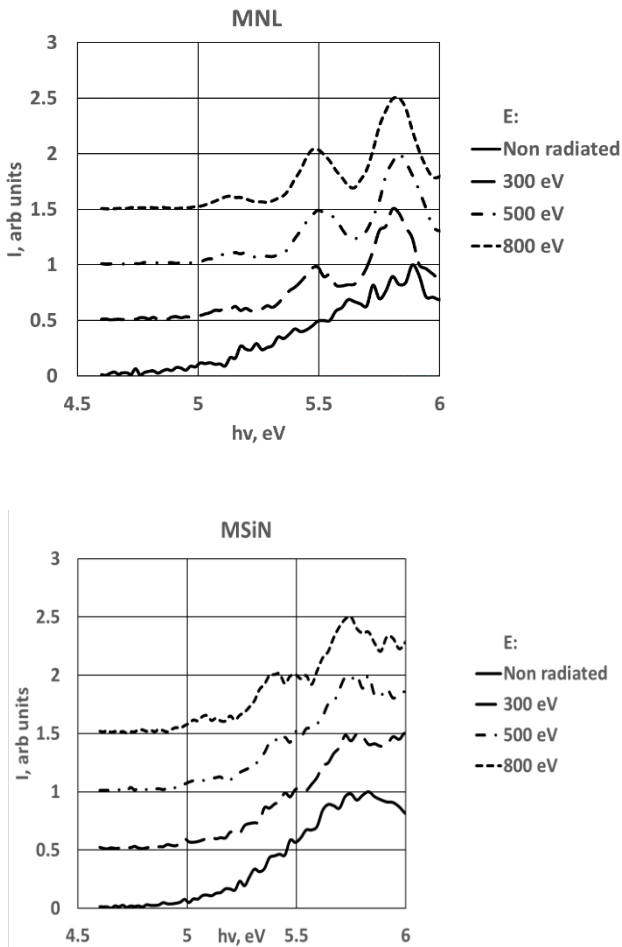 MNL
3
2.5
2
1.5
1
0.5
0
I, arb units
4.5 5 5.5 6
hv, eV
E:
Non radiated
300 eV
500 eV
800 eV
MSiN
3
2.5
2
1.5
1
0.5
0
I, arb units
4.5 5 5.5 6
hv, eV
E:
Non radiated
300 eV
500 eV
800 eV